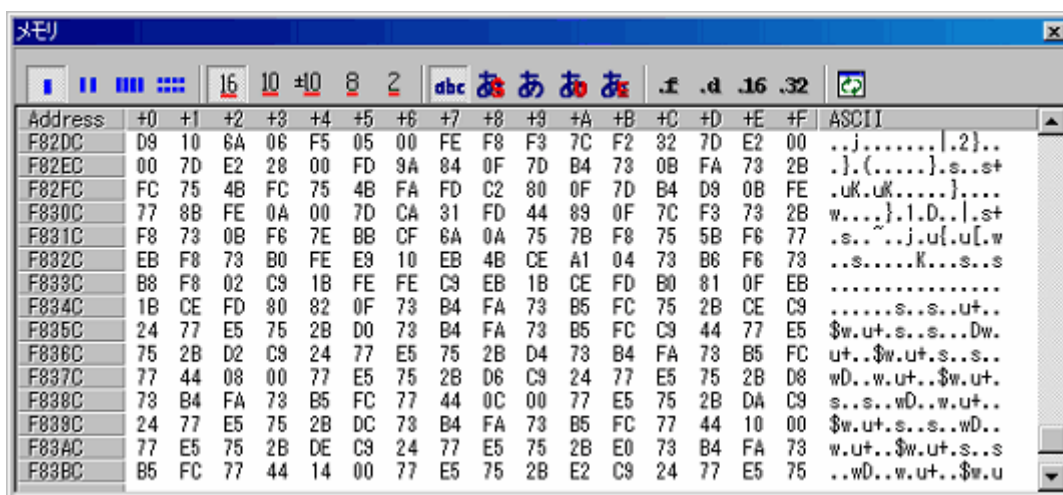 メモリ
16 10 ±10 8 2 abc あS あ あJ あE .f .d .16 .32
Address +0 +1 +2 +3 +4 +5 +6 +7 +8 +9 +A +B +C +D +E +F ASCII
F82DC D9 10 6A 06 F5 05 00 FE F8 F3 7C F2 32 7D E2 00 ..j.......|.2}..
F82EC 00 7D E2 28 00 FD 9A 84 0F 7D B4 73 0B FA 73 2B .}.(.....}.s..s+
F82FC FC 75 4B FC 75 4B FA FD C2 80 0F 7D B4 D9 0B FE .uK.uK.....}....
F830C 77 8B FE 0A 00 7D CA 31 FD 44 89 0F 7C F3 73 2B w....}.1.D..|.s+
F831C F8 73 0B F6 7E BB CF 6A 0A 75 7B F8 75 5B F6 77 .s..~..j.u{.u[.w
F832C EB F8 73 B0 FE E9 10 EB 4B CE A1 04 73 B6 F6 73 ..s.....K...s..s
F833C B8 F8 02 C9 1B FE FE C9 EB 1B CE FD B0 81 0F EB ................
F834C 1B CE FD 80 82 0F 73 B4 FA 73 B5 FC 75 2B CE C9 ......s..s..u+..
F835C 24 77 E5 75 2B D0 73 B4 FA 73 B5 FC C9 44 77 E5 $w.u+.s..s...Dw.
F836C 75 2B D2 C9 24 77 E5 75 2B D4 73 B4 FA 73 B5 FC u+..$w.u+.s..s..
F837C 77 44 08 00 77 E5 75 2B D6 C9 24 77 E5 75 2B D8 wD..w.u+..$w.u+.
F838C 73 B4 FA 73 B5 FC 77 44 0C 00 77 E5 75 2B DA C9 s..s..wD..w.u+..
F839C 24 77 E5 75 2B DC 73 B4 FA 73 B5 FC 77 44 10 00 $w.u+.s..s..wD..
F83AC 77 E5 75 2B DE C9 24 77 E5 75 2B E0 73 B4 FA 73 w.u+..$w.u+.s..s
F83BC B5 FC 77 44 14 00 77 E5 75 2B E2 C9 24 77 E5 75 ..wD..w.u+..$w.u